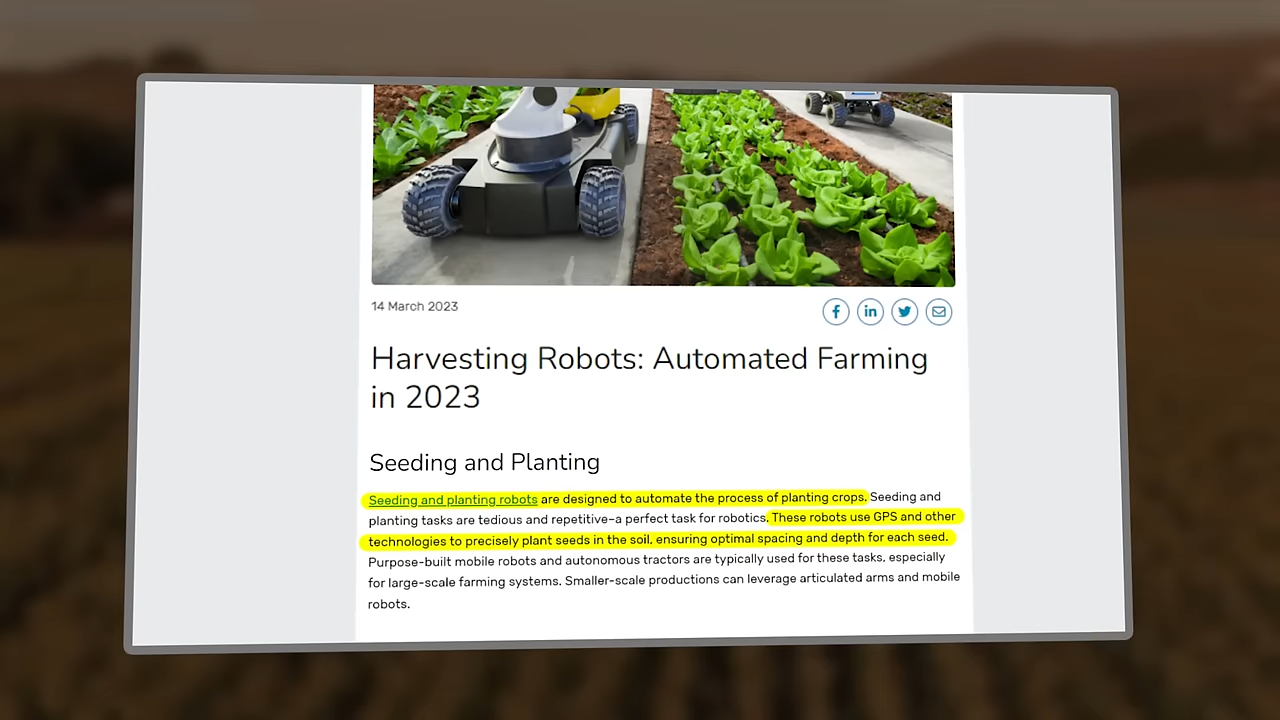 14 March 2023
Harvesting Robots: Automated Farming
in 2023
Seeding and Planting
Seeding and planting robots are designed to automate the process of planting crops. Seeding and
planting tasks are tedious and repetitive–a perfect task for robotics. These robots use GPS and other
technologies to precisely plant seeds in the soil, ensuring optimal spacing and depth for each seed.
Purpose-built mobile robots and autonomous tractors are typically used for these tasks, especially
for large-scale farming systems. Smaller-scale productions can leverage articulated arms and mobile
robots.